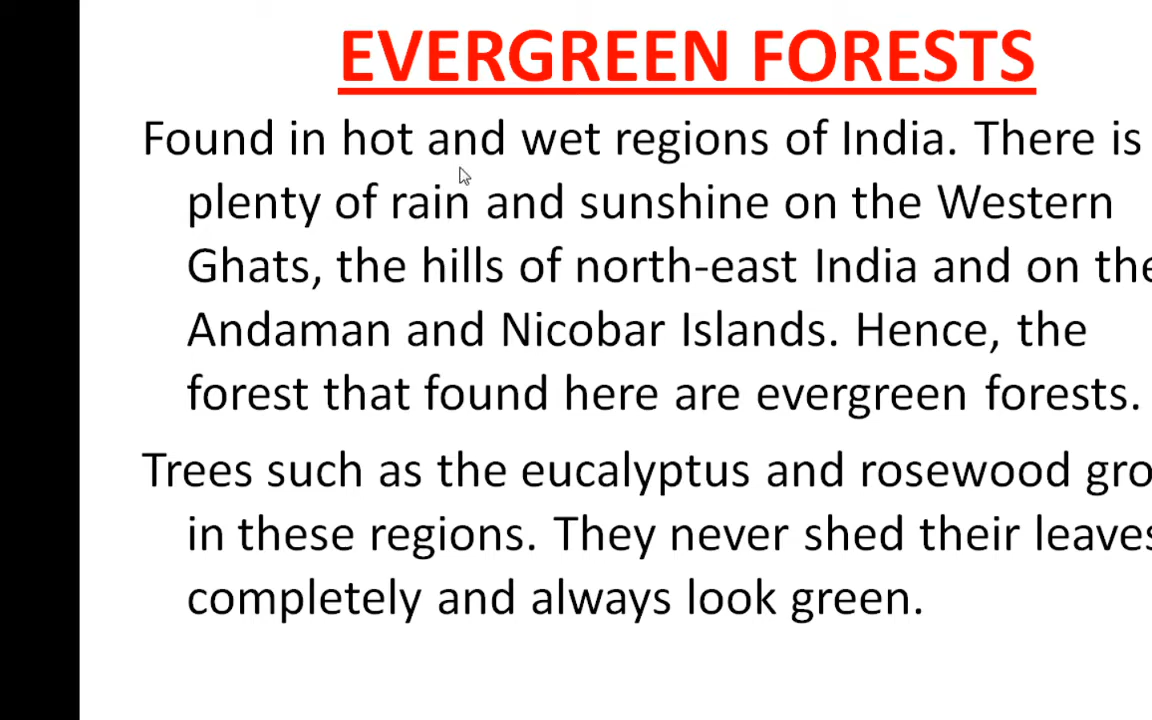 EVERGREEN FORESTS
Found in hot and wet regions of India. There is
plenty of rain and sunshine on the Western
Ghats, the hills of north-east India and on the
Andaman and Nicobar Islands. Hence, the
forest that found here are evergreen forests.
Trees such as the eucalyptus and rosewood gro
in these regions. They never shed their leaves
completely and always look green.